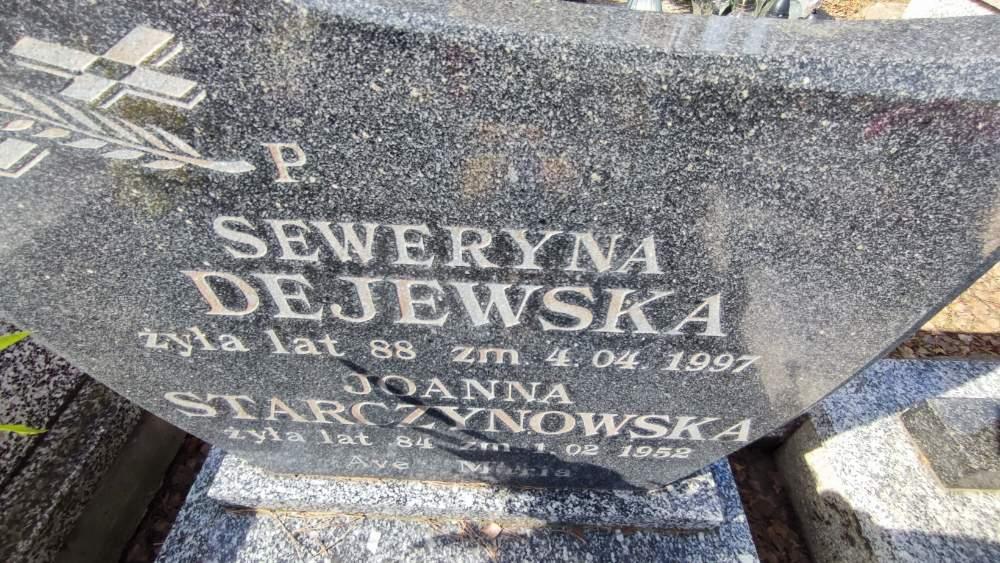 P
SEWERYNA
DEJEWSKA
żyła lat 88 zm. 4. 04. 1997
JOANNA
STARCZYNOWSKA
żyła lat 84 zm 1. 02 1952
Ave Maria